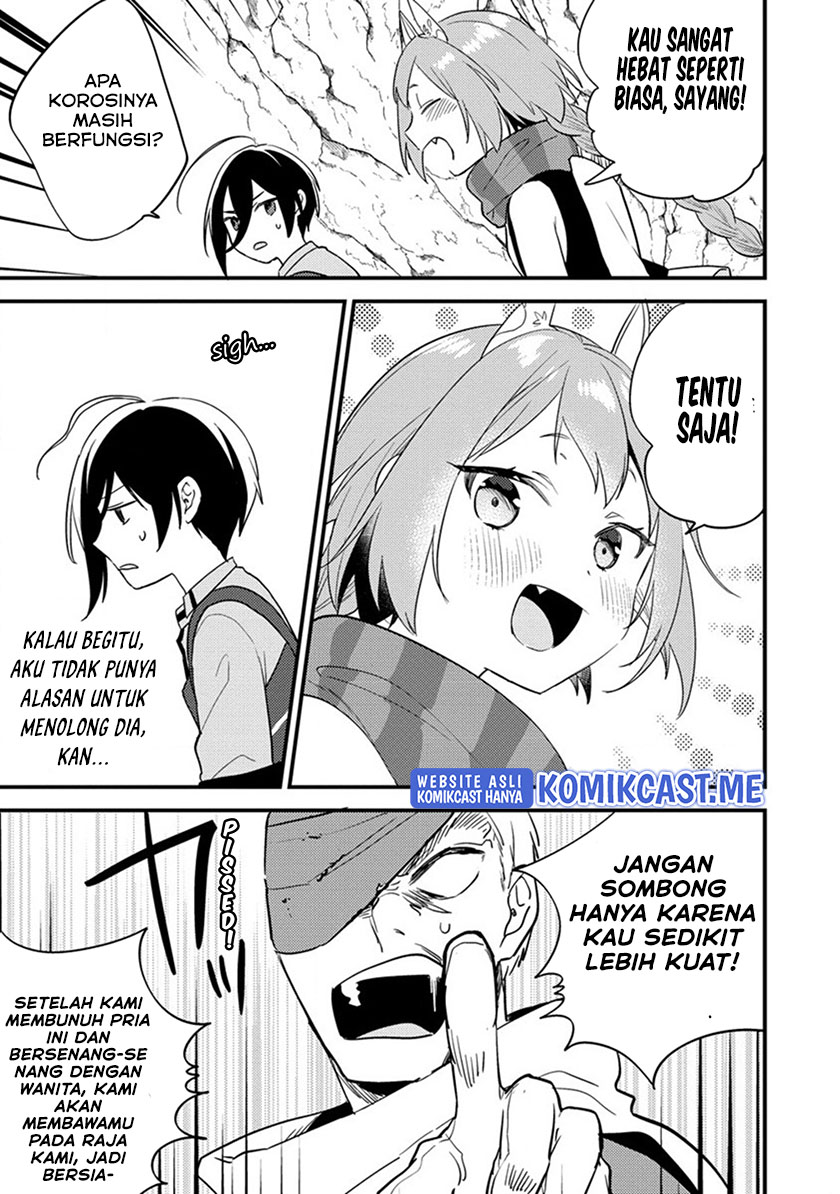 KAU SANGAT
HEBAT SEPERTI
BIASA, SAYANG!
APA
KOROSINYA
MASIH
BERFUNGSI?
TENTU
SAJA!
sigh...
KALAU BEGITU,
AKU TIDAK PUNYA
ALASAN UNTUK
MENOLONG DIA,
KAN...
WEBSITE ASLI
KOMIKCAST HANYA
KOMIKCAST.ME
JANGAN
SOMBONG
HANYA KARENA
KAU SEDIKIT
LEBIH KUAT!
PISSED!
カッ
SETELAH KAMI
MEMBUNUH PRIA
INI DAN
BERSENANG-SE
NANG DENGAN
WANITA, KAMI
AKAN
MEMBAWAMU
PADA RAJA
KAMI, JADI
BERSIA-